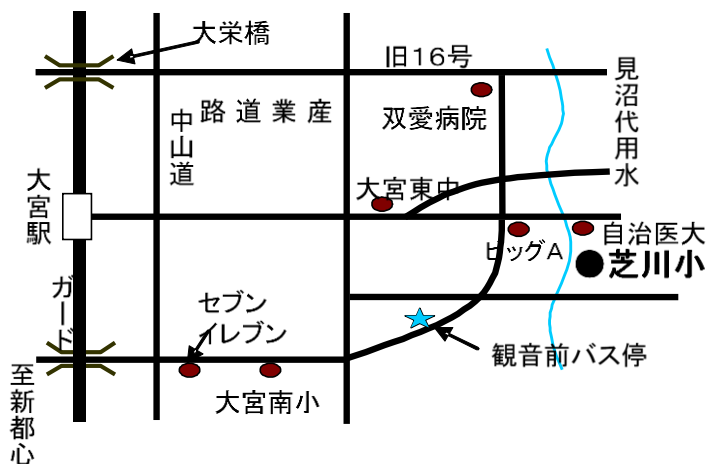 大栄橋
旧16号
見沼代用水
路道業産
中山道
双愛病院
大宮東中
大宮駅
自治医大
ビッグA
芝川小
ガード
セブン
イレブン
観音前バス停
大宮南小
至新都心